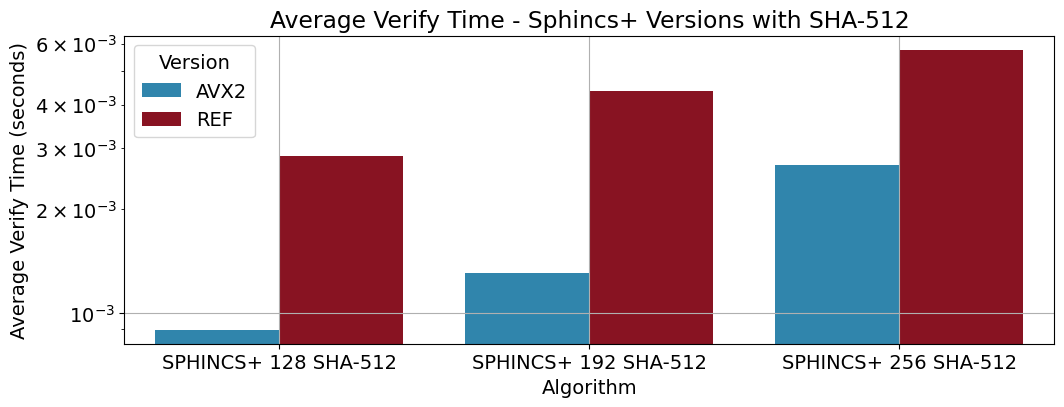 Average Verify Time - Sphincs+ Versions with SHA-512
Average Verify Time (seconds)
6 × 10⁻³
4 × 10⁻³
3 × 10⁻³
2 × 10⁻³
10⁻³
Version
AVX2
REF
SPHINCS+ 128 SHA-512
SPHINCS+ 192 SHA-512
SPHINCS+ 256 SHA-512
Algorithm